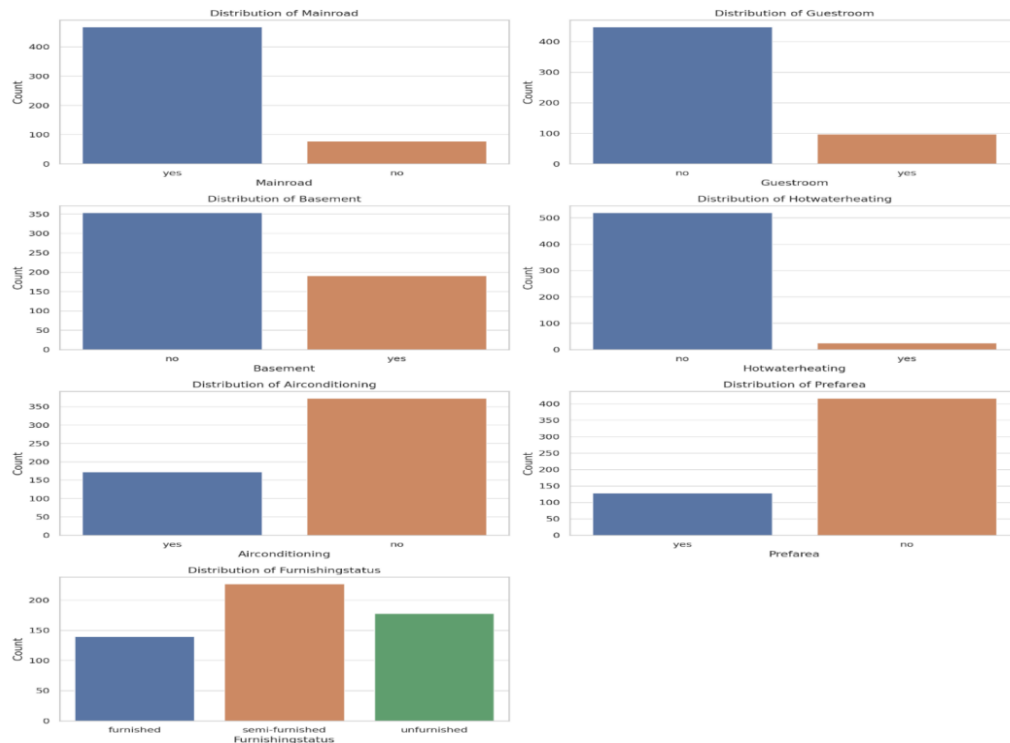 Distribution of Mainroad
Count
400
300
200
100
0
yes
no
Mainroad
Distribution of Guestroom
Count
400
300
200
100
0
no
yes
Guestroom
Distribution of Basement
Count
350
300
250
200
150
100
50
0
no
yes
Basement
Distribution of Hotwaterheating
Count
500
400
300
200
100
0
no
yes
Hotwaterheating
Distribution of Airconditioning
Count
350
300
250
200
150
100
50
0
yes
no
Airconditioning
Distribution of Prefarea
Count
400
350
300
250
200
150
100
50
0
yes
no
Prefarea
Distribution of Furnishingstatus
Count
200
150
100
50
0
furnished
semi-furnished
unfurnished
Furnishingstatus